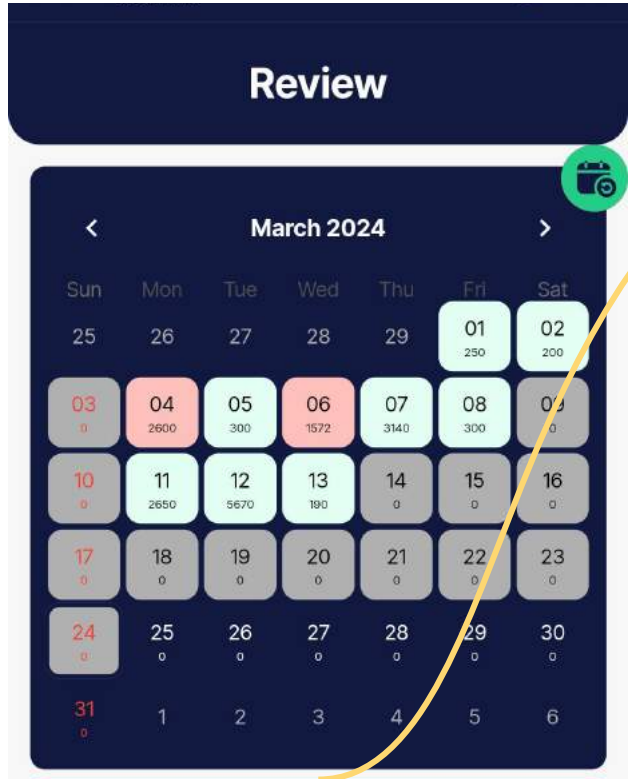 Review
March 2024
Sun Mon Tue Wed Thu Fri Sat
25 26 27 28 29 01 02
250 200
03 04 05 06 07 08 09
0 2600 300 1572 3140 300 0
10 11 12 13 14 15 16
0 2650 5670 190 0 0 0
17 18 19 20 21 22 23
0 0 0 0 0 0 0
24 25 26 27 28 29 30
0 0 0 0 0 0 0
31 1 2 3 4 5 6
0